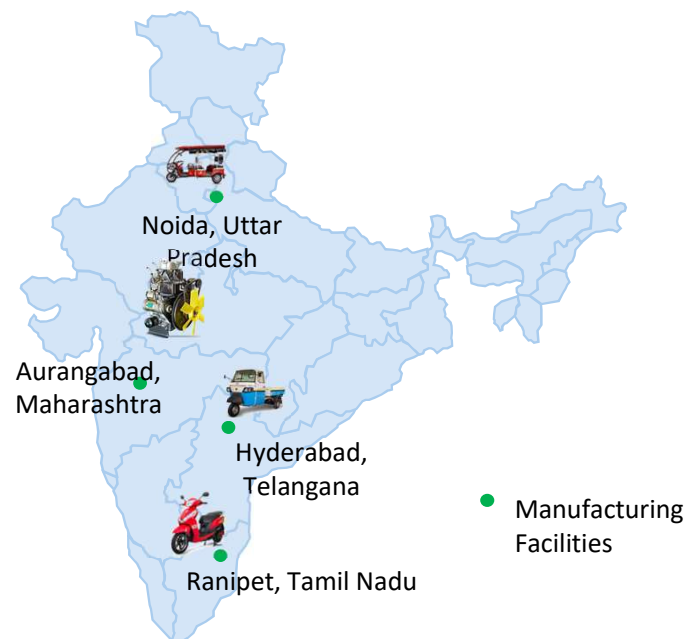 Noida, Uttar
Pradesh
Aurangabad,
Maharashtra
Hyderabad,
Telangana
Manufacturing
Facilities
Ranipet, Tamil Nadu